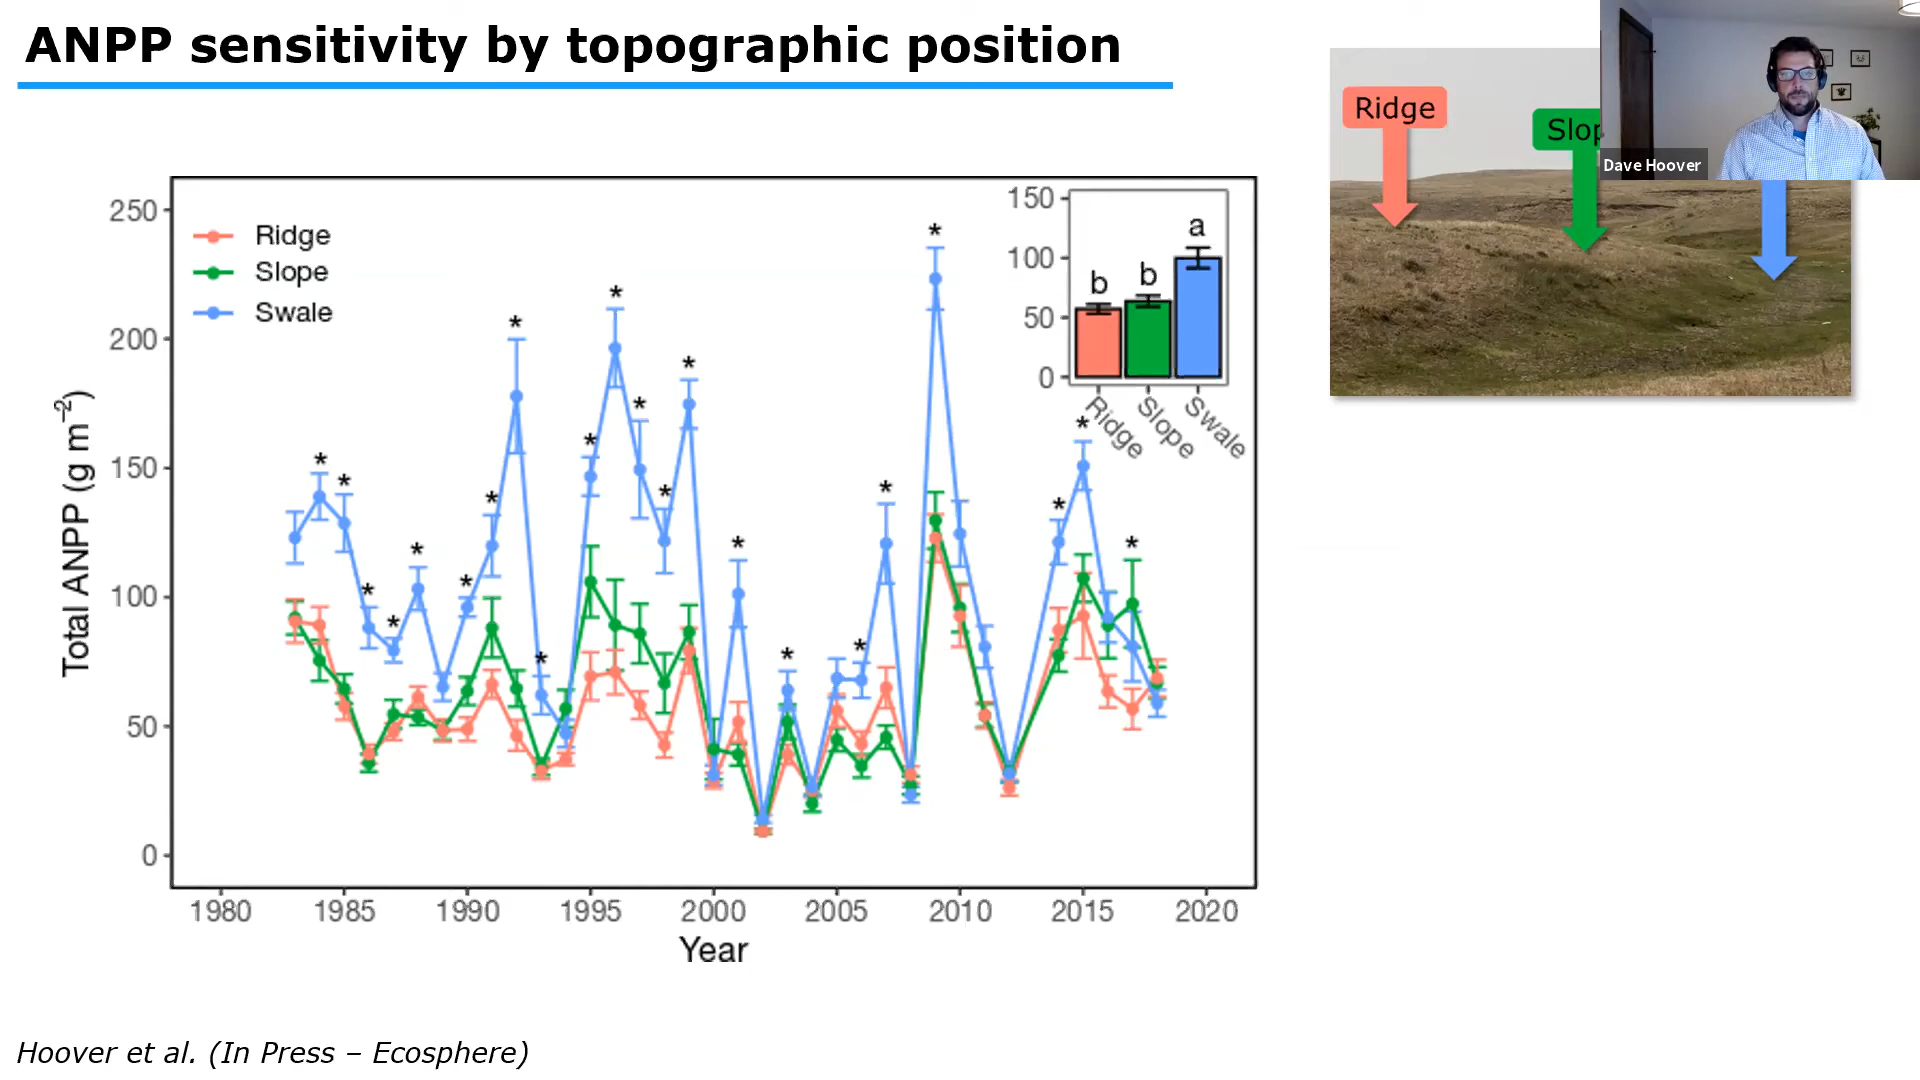 ANPP sensitivity by topographic position
Ridge
Slop
Dave Hoover
250
200
150
100
50
0
Total ANPP (g m⁻²)
Ridge
Slope
Swale
* * * * * * * * * * * * * * * * * * * * * * *
150
100
50
0
b b a
Ridge Slope Swale
1980 1985 1990 1995 2000 2005 2010 2015 2020
Year
Hoover et al. (In Press – Ecosphere)